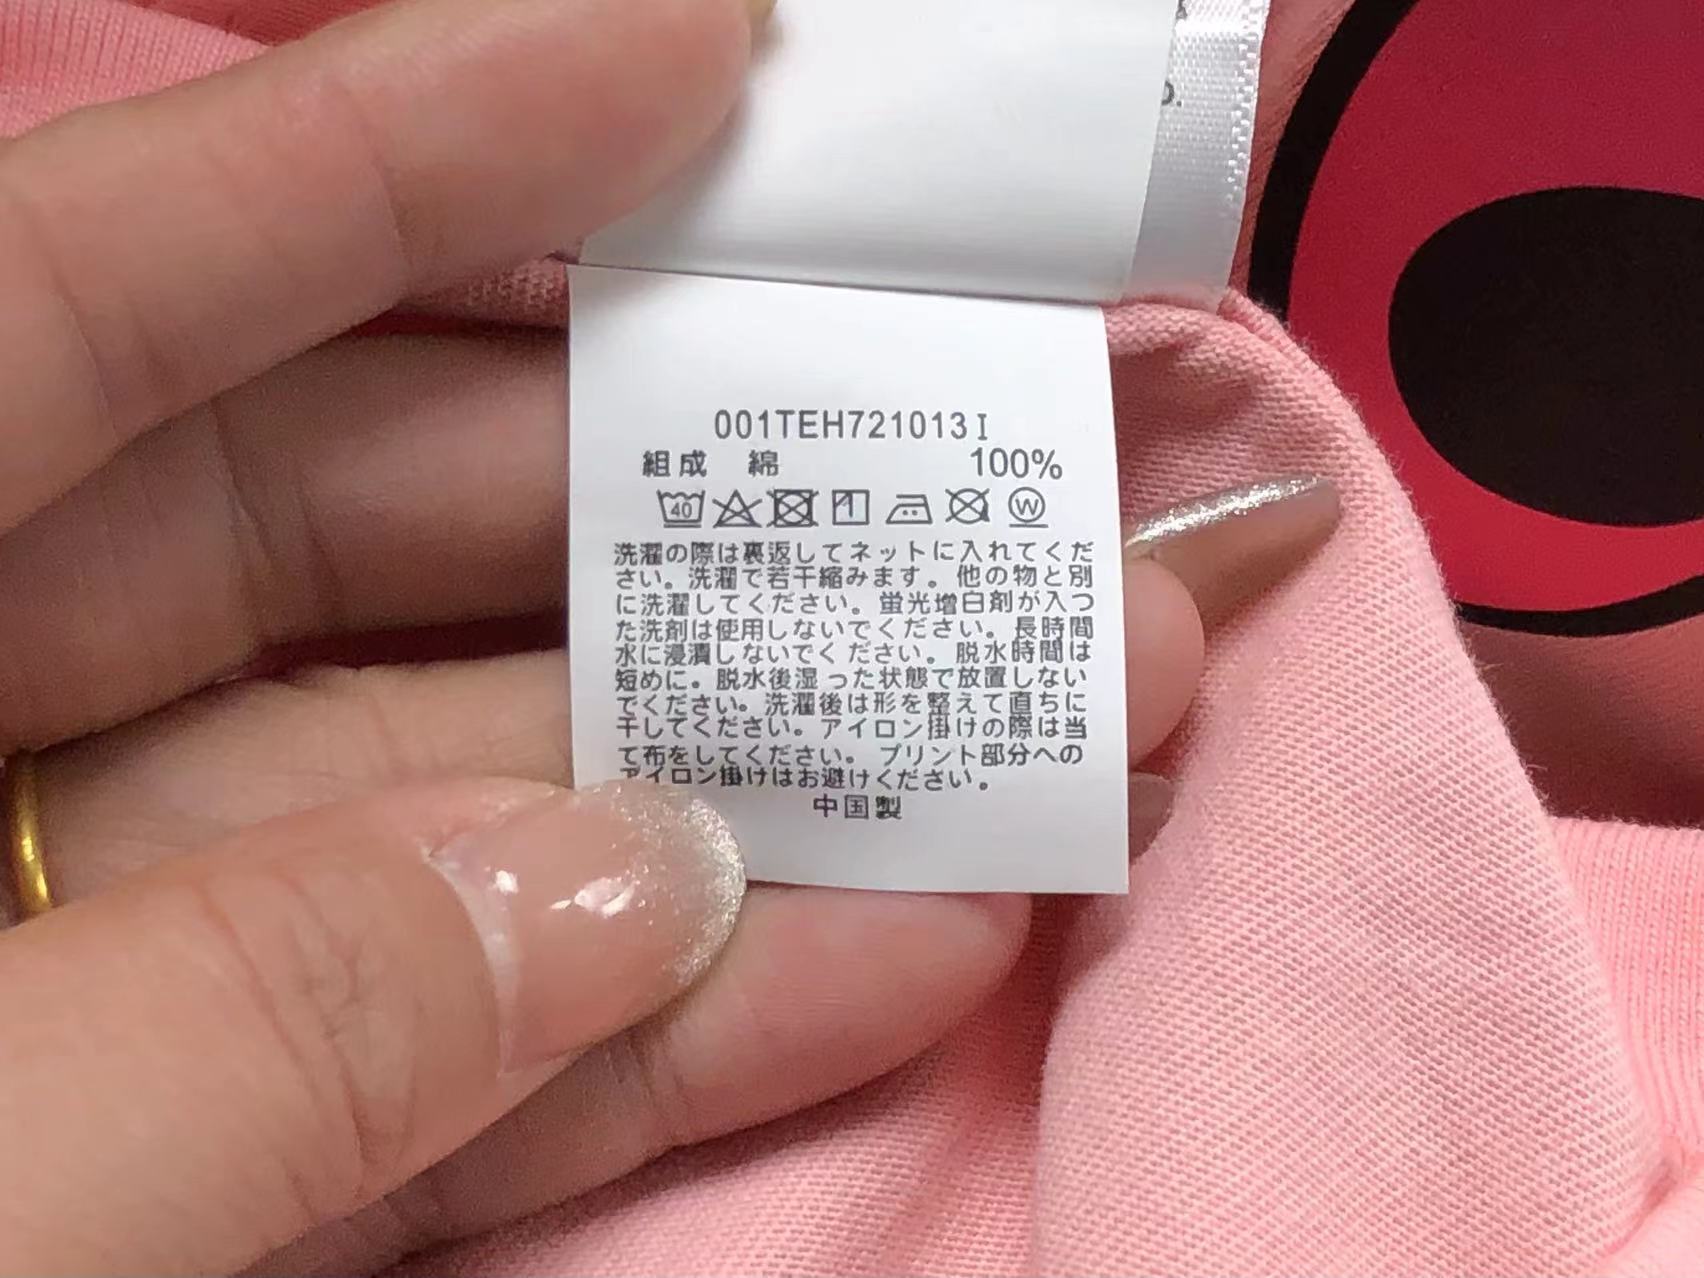 001TEH721013I
組成 綿 100%
40 1 W
洗濯の際は裏返してネットに入れてくだ
さい。洗濯で若干縮みます。他の物と別
に洗濯してください。蛍光増白剤が入つ
た洗剤は使用しないでください。長時間
水に浸漬しないでください。脱水時間は
短めに。脱水後湿った状態で放置しない
でください。洗濯後は形を整えて直ちに
干してください。アイロン掛けの際は当
て布をしてください。プリント部分への
アイロン掛けはお避けください。
中国製